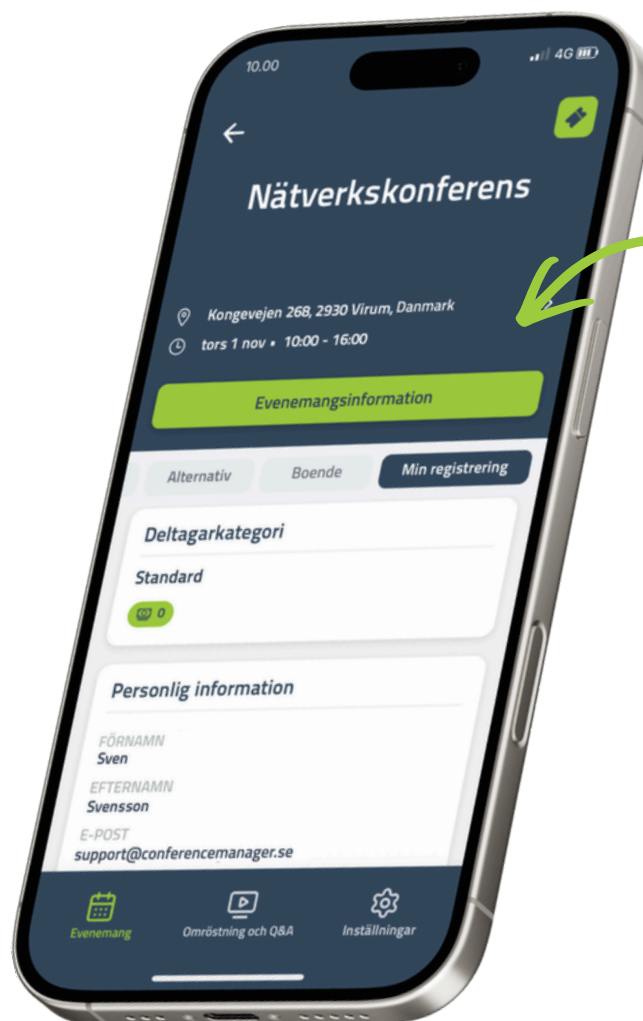 10.00
4G
Nätverkskonferens
Kongevejen 268, 2930 Virum, Danmark
tors 1 nov • 10:00 - 16:00
Evenemangsinformation
Alternativ
Boende
Min registrering
Deltagarkategori
Standard
0
Personlig information
FÖRNAMN
Sven
EFTERNAMN
Svensson
E-POST
support@conferencemanager.se
Evenemang
Omröstning och Q&A
Inställningar